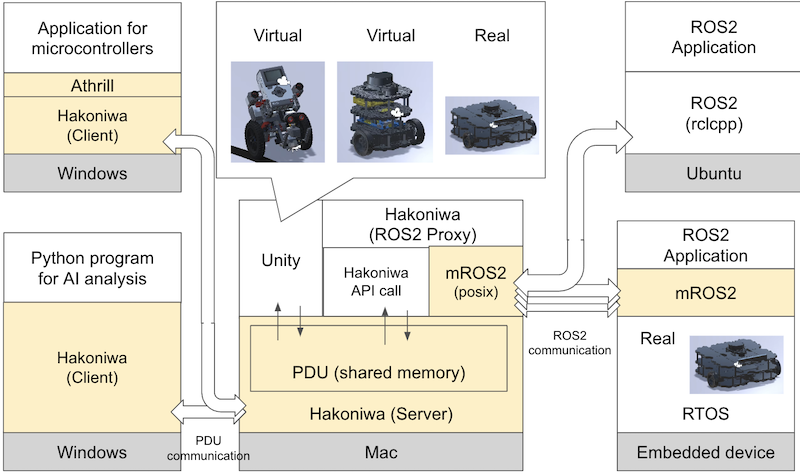 Application for
microcontrollers
Athrill
Hakoniwa
(Client)
Windows
Virtual
Virtual
Real
ROS2
Application
ROS2
(rclcpp)
Ubuntu
Python program
for AI analysis
Hakoniwa
(Client)
Windows
PDU
communication
Unity
Hakoniwa
(ROS2 Proxy)
Hakoniwa
API call
mROS2
(posix)
PDU (shared memory)
Hakoniwa (Server)
Mac
ROS2
communication
ROS2
Application
mROS2
Real
RTOS
Embedded device